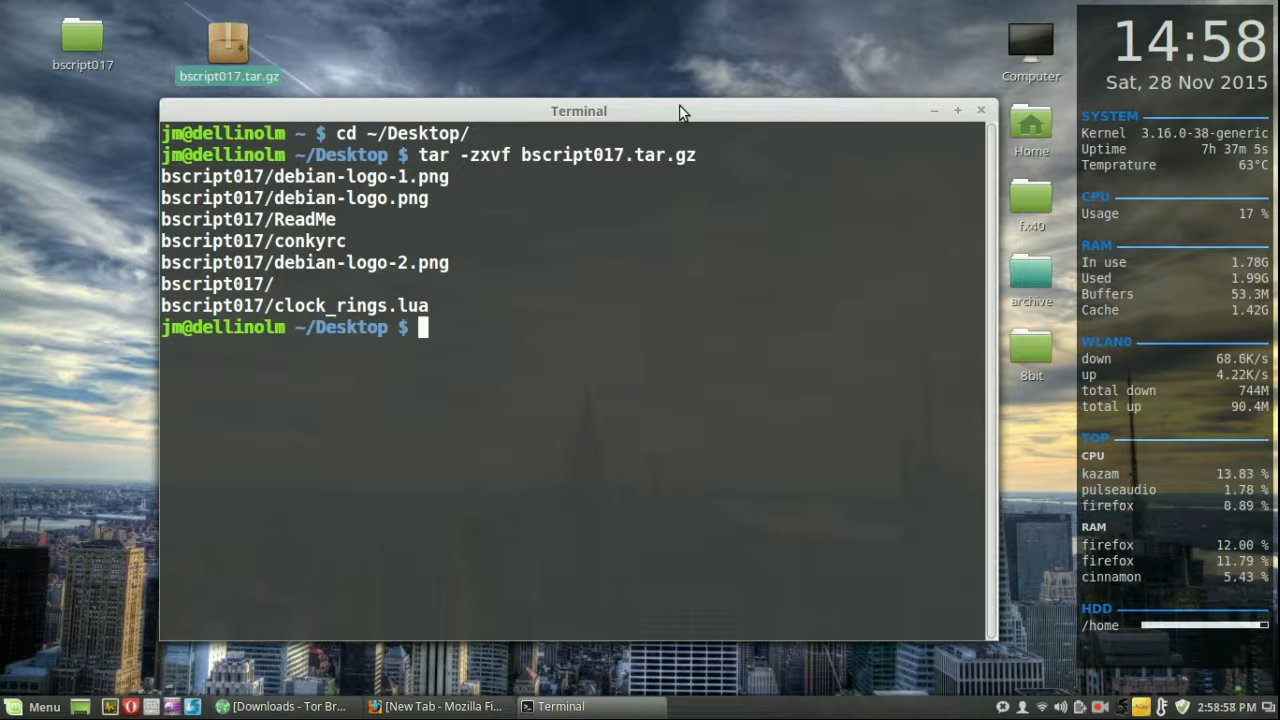 bscript017
bscript017.tar.gz
Terminal
jm@dellinolm ~ $ cd ~/Desktop/
jm@dellinolm ~/Desktop $ tar -zxvf bscript017.tar.gz
bscript017/debian-logo-1.png
bscript017/debian-logo.png
bscript017/ReadMe
bscript017/conkyrc
bscript017/debian-logo-2.png
bscript017/
bscript017/clock_rings.lua
jm@dellinolm ~/Desktop $
Computer
Home
fx40
archive
8bit
14:58
Sat, 28 Nov 2015
SYSTEM
Kernel 3.16.0-38-generic
Uptime 7h 37m 5s
Temprature 63°C
CPU
Usage 17 %
RAM
In use 1.78G
Used 1.99G
Buffers 53.3M
Cache 1.42G
WLAN0
down 68.6K/s
up 4.22K/s
total down 744M
total up 90.4M
TOP
CPU
kazam 13.83 %
pulseaudio 1.78 %
firefox 0.89 %
RAM
firefox 12.00 %
firefox 11.79 %
cinnamon 5.43 %
HDD
/home
Menu
[Downloads - Tor Br...
[New Tab - Mozilla Fi...
Terminal
2:58:58 PM